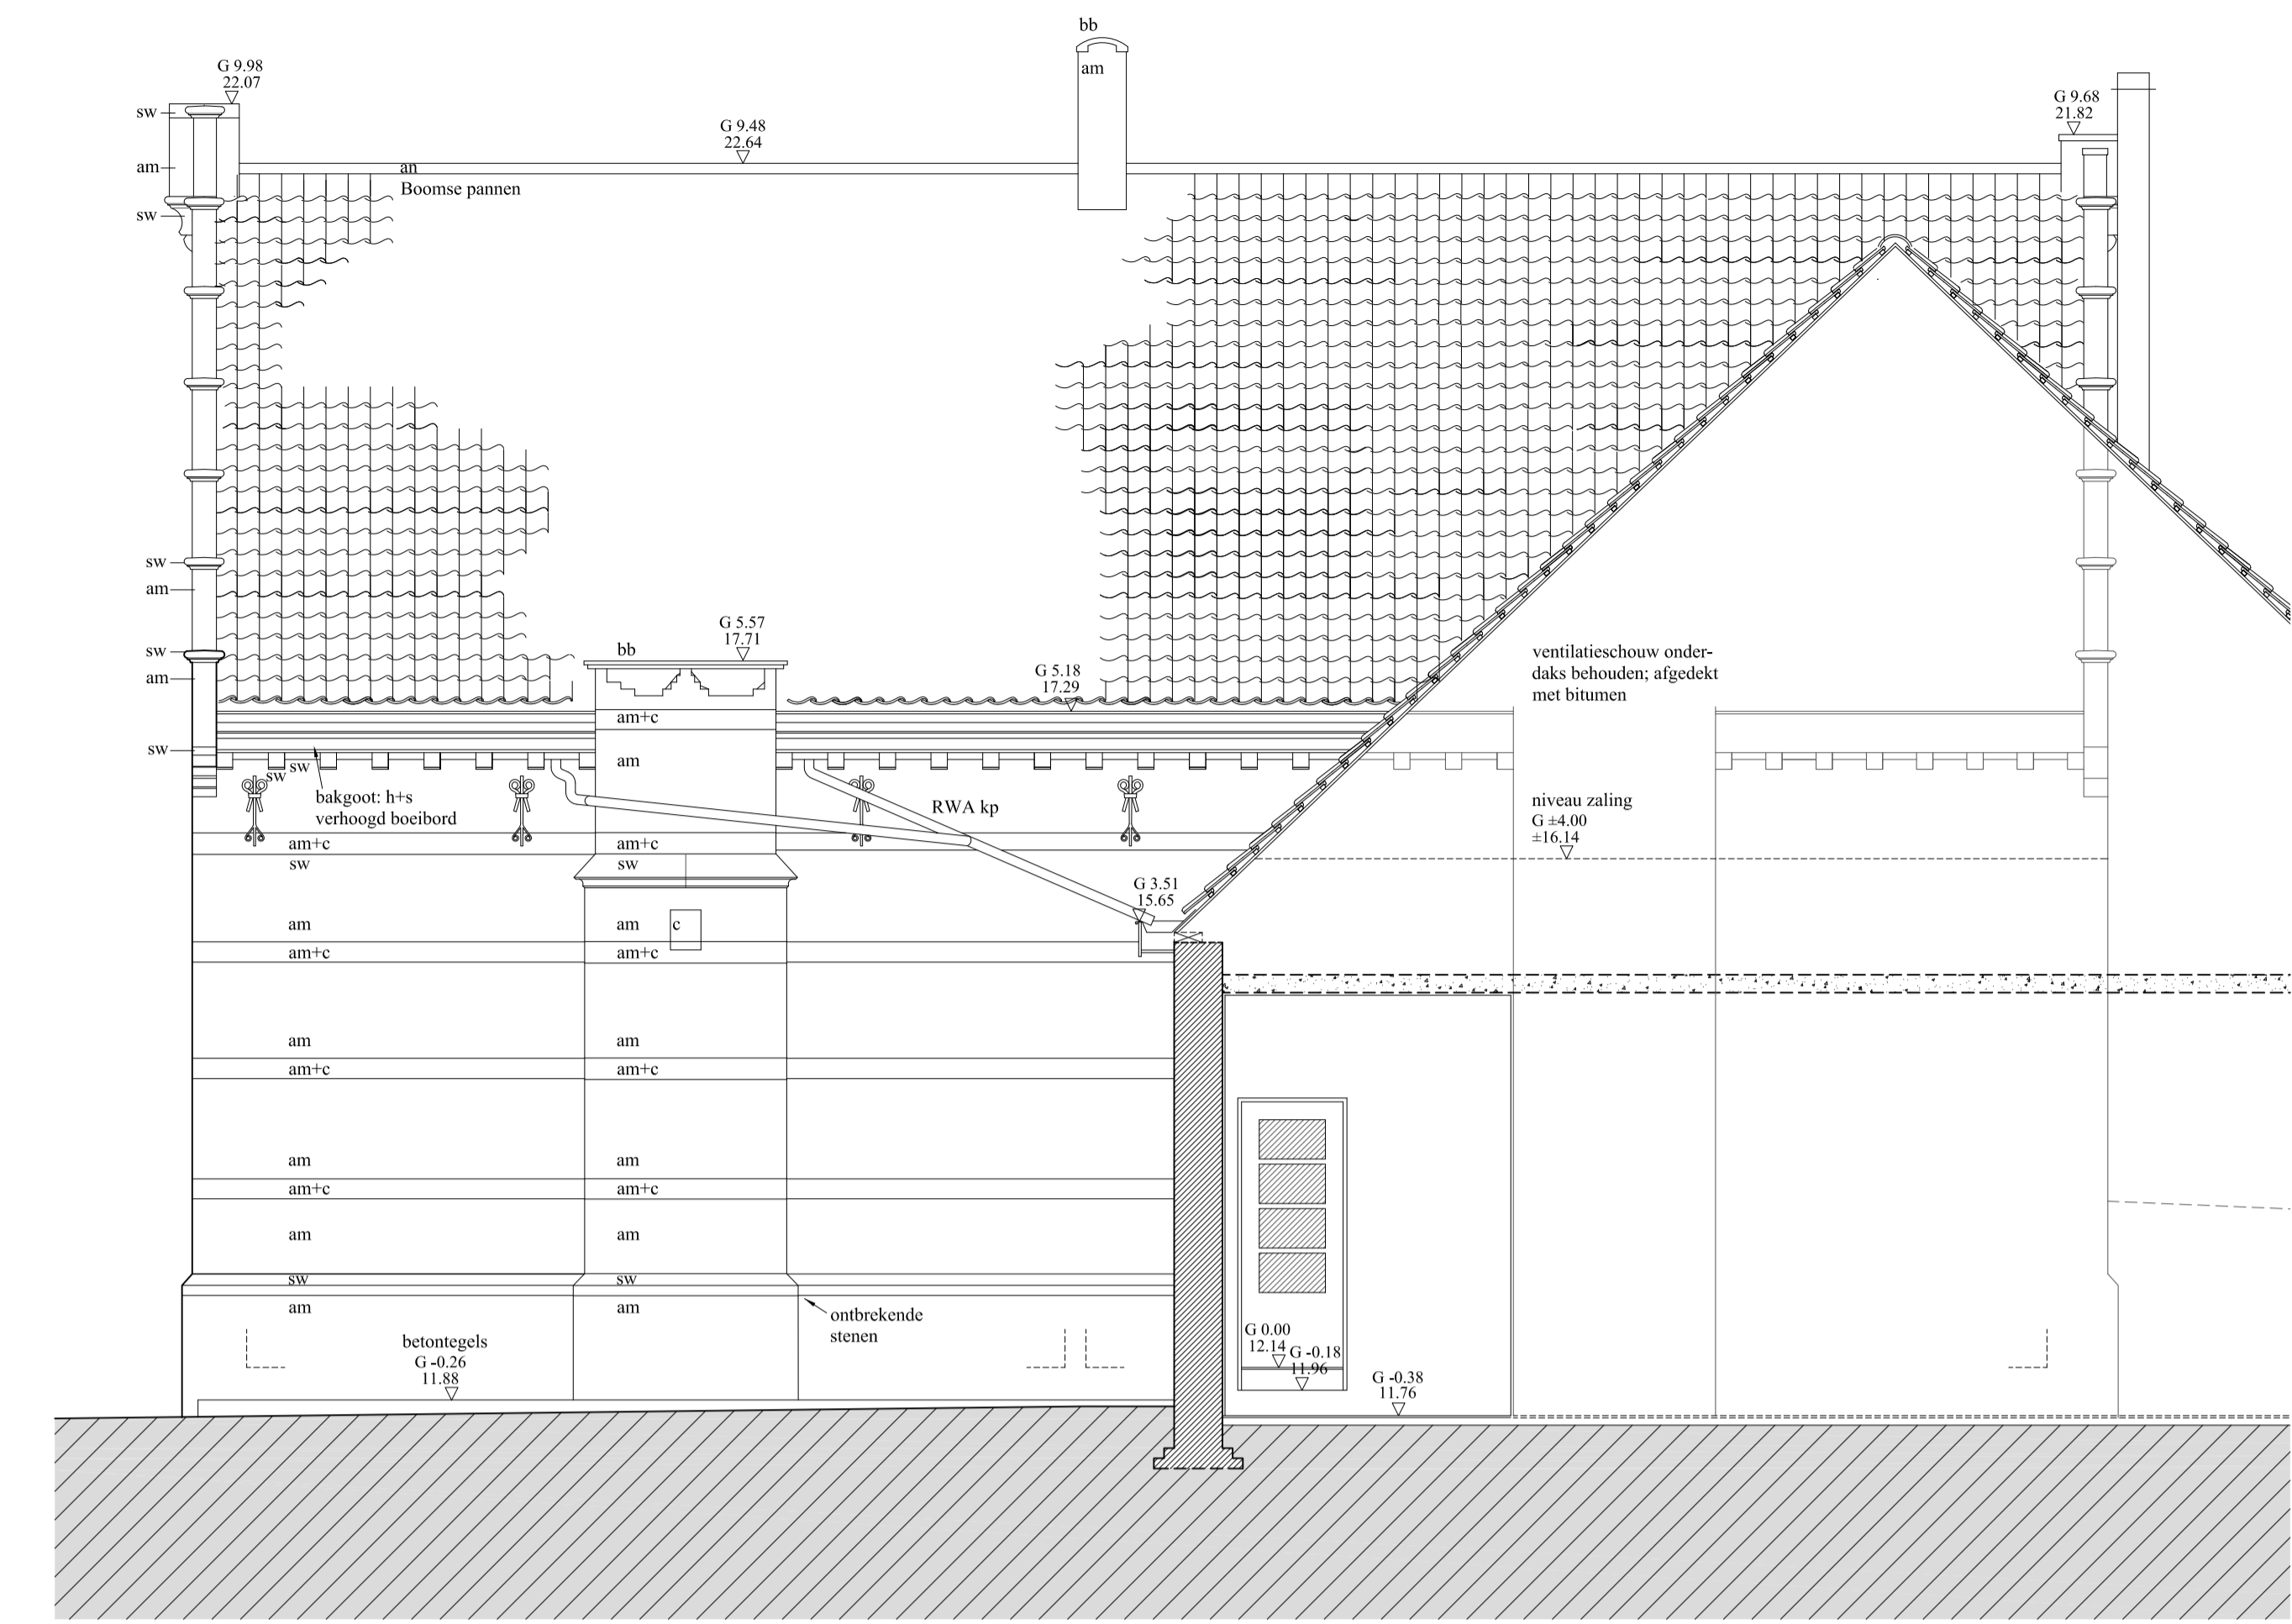 bb
am
G 9.98
22.07
G 9.68
21.82
sw
G 9.48
22.64
am
an
Boomse pannen
sw
sw
am
G 5.57
17.71
sw
bb
am
G 5.18
17.29
ventilatieschouw onder-
daks behouden; afgedekt
met bitumen
am+c
sw
am
sw
sw
bakgoot: h+s
verhoogd boeibord
RWA kp
niveau zaling
G ±4.00
±16.14
am+c
am+c
sw
sw
G 3.51
15.65
am
am
c
am+c
am+c
am
am
am+c
am+c
am
am
am+c
am+c
am
am
sw
sw
am
am
ontbrekende
stenen
betontegels
G -0.26
11.88
G 0.00
12.14
G -0.18
11.96
G -0.38
11.76